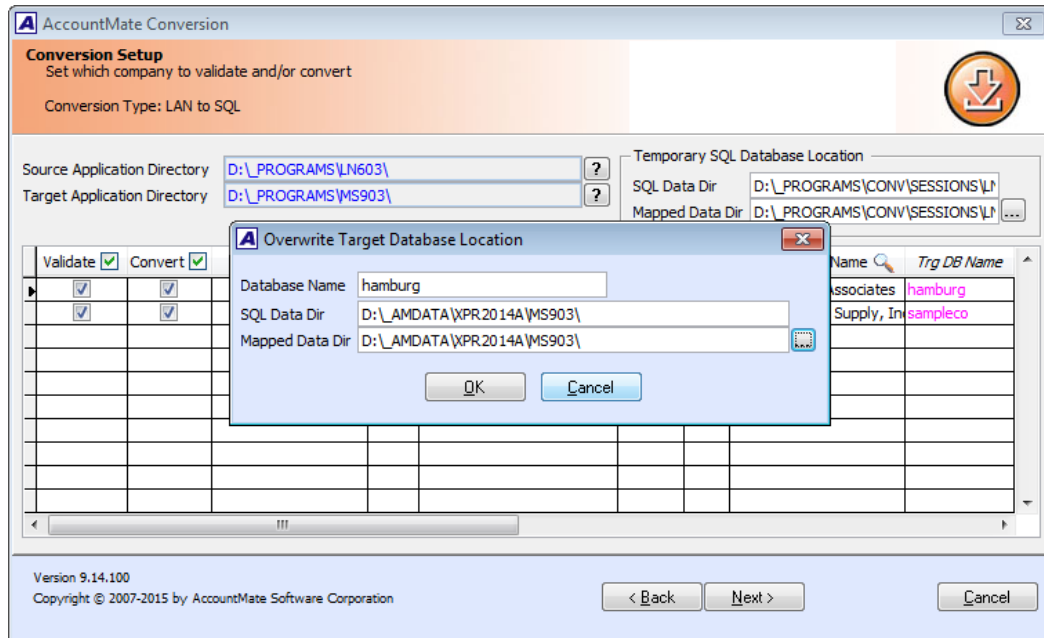 AccountMate Conversion
Conversion Setup
Set which company to validate and/or convert
Conversion Type: LAN to SQL
Source Application Directory D:\_PROGRAMS\LN603\ ?
Target Application Directory D:\_PROGRAMS\MS903\ ?
Temporary SQL Database Location
SQL Data Dir D:\_PROGRAMS\CONV\SESSIONS\LN
Mapped Data Dir D:\_PROGRAMS\CONV\SESSIONS\LN ...
Validate Convert Name Trg DB Name
Associates hamburg
Supply, In sampleco
Overwrite Target Database Location
Database Name hamburg
SQL Data Dir D:\_AMDATA\XPR2014A\MS903\
Mapped Data Dir D:\_AMDATA\XPR2014A\MS903\ ...
OK Cancel
Version 9.14.100
Copyright © 2007-2015 by AccountMate Software Corporation
< Back Next > Cancel